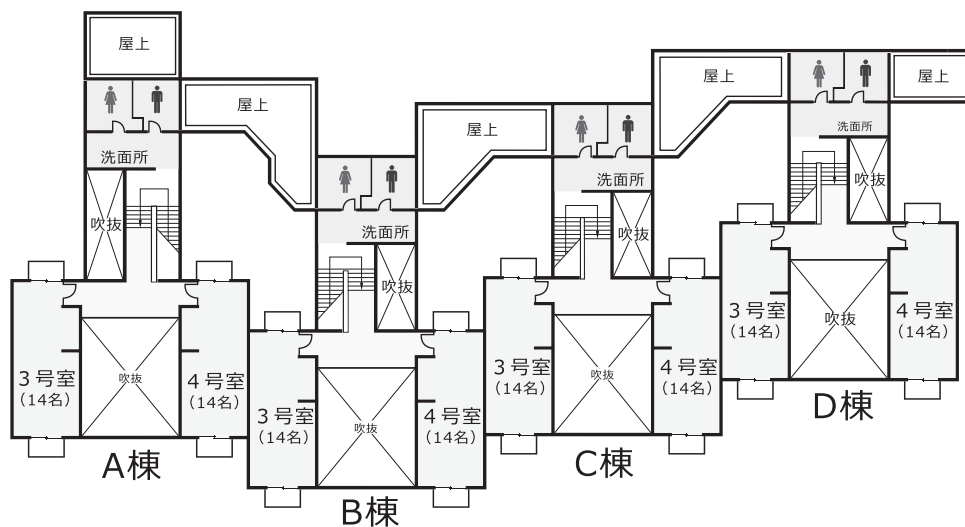 屋上
洗面所
吹抜
吹抜
3号室
(14名)
4号室
(14名)
A棟
屋上
洗面所
吹抜
吹抜
3号室
(14名)
4号室
(14名)
B棟
屋上
洗面所
吹抜
吹抜
3号室
(14名)
4号室
(14名)
C棟
屋上
洗面所
吹抜
吹抜
3号室
(14名)
4号室
(14名)
D棟
屋上